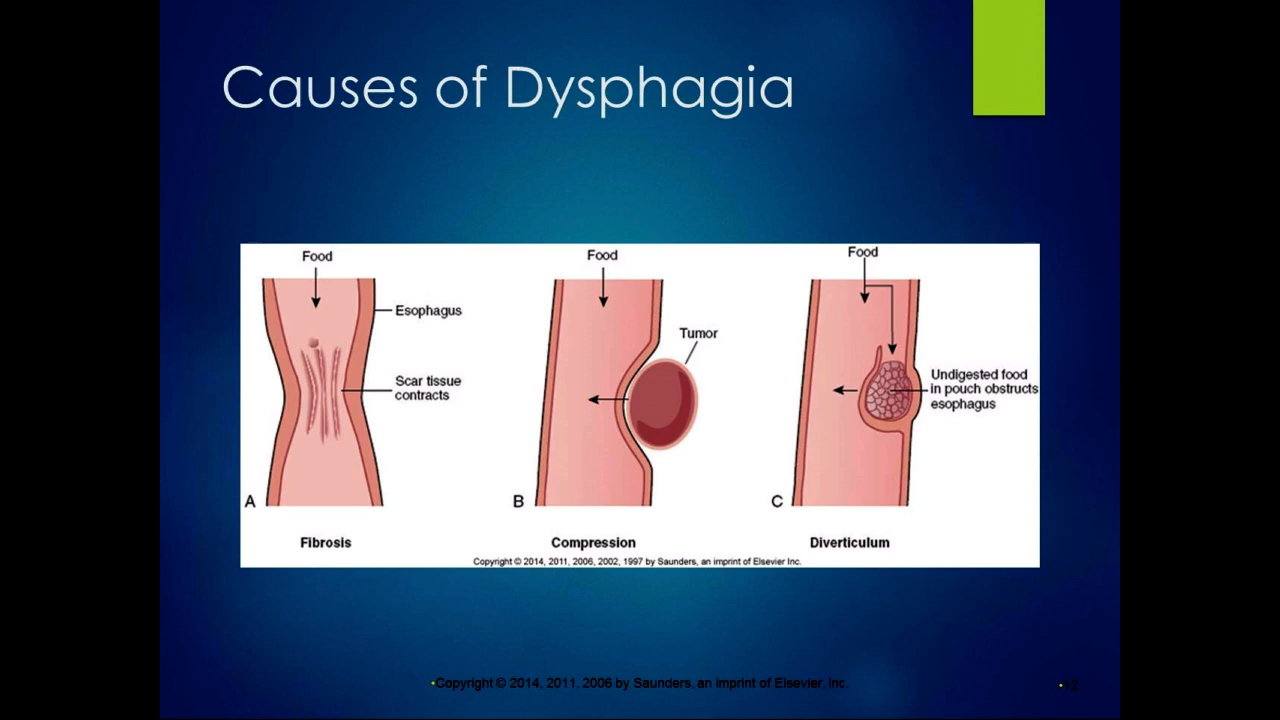 Causes of Dysphagia
Food
Food
Food
Esophagus
Tumor
Scar tissue
contracts
Undigested food
in pouch obstructs
esophagus
A
B
C
Fibrosis
Compression
Diverticulum
Copyright © 2014, 2011, 2006, 2002, 1997 by Saunders, an imprint of Elsevier Inc.
•Copyright © 2014, 2011, 2006 by Saunders, an imprint of Elsevier, Inc.
•12